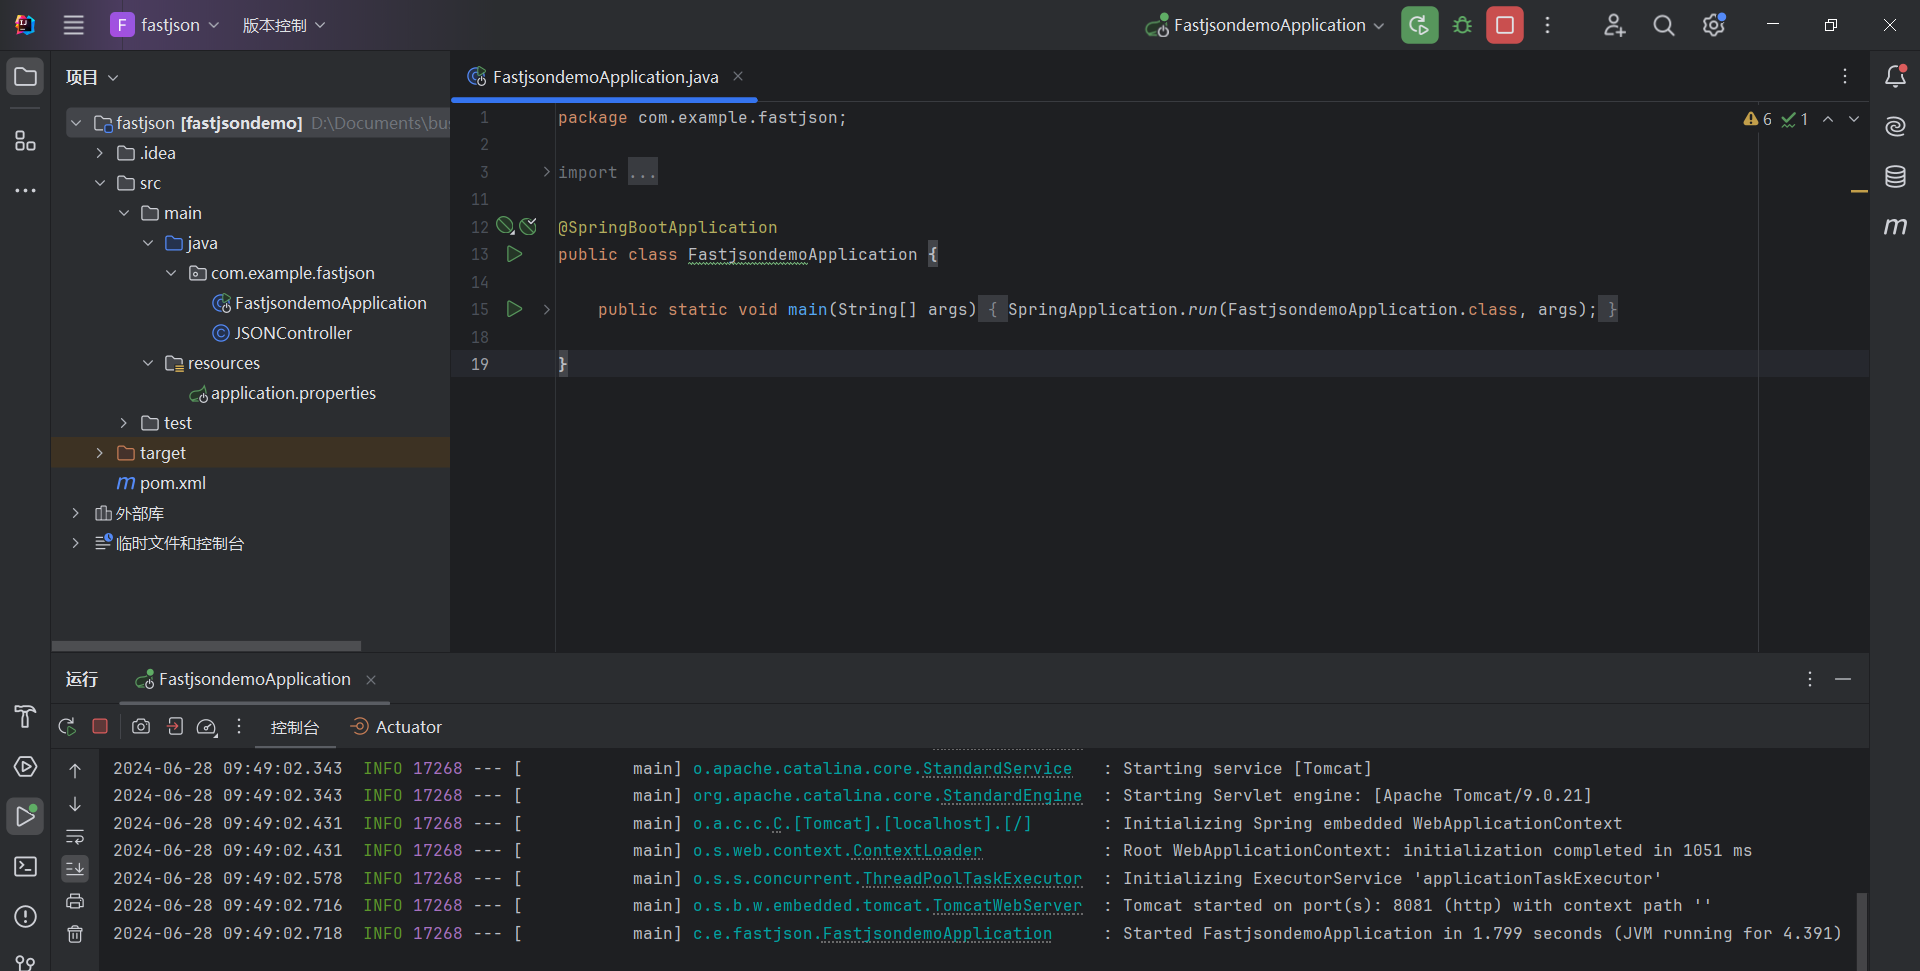 F fastjson 版本控制 FastjsondemoApplication
项目
FastjsondemoApplication.java
fastjson [fastjsondemo] D:\Documents\bu
.idea
src
main
java
com.example.fastjson
FastjsondemoApplication
JSONController
resources
application.properties
test
target
m pom.xml
外部库
临时文件和控制台
6 1
1 package com.example.fastjson;
2
3 import ...
11
12 @SpringBootApplication
13 public class FastjsondemoApplication {
14
15 public static void main(String[] args) { SpringApplication.run(FastjsondemoApplication.class, args); }
18
19 }
m
运行 FastjsondemoApplication
控制台 Actuator
2024-06-28 09:49:02.343 INFO 17268 --- [ main] o.apache.catalina.core.StandardService : Starting service [Tomcat]
2024-06-28 09:49:02.343 INFO 17268 --- [ main] org.apache.catalina.core.StandardEngine : Starting Servlet engine: [Apache Tomcat/9.0.21]
2024-06-28 09:49:02.431 INFO 17268 --- [ main] o.a.c.c.C.[Tomcat].[localhost].[/] : Initializing Spring embedded WebApplicationContext
2024-06-28 09:49:02.431 INFO 17268 --- [ main] o.s.web.context.ContextLoader : Root WebApplicationContext: initialization completed in 1051 ms
2024-06-28 09:49:02.578 INFO 17268 --- [ main] o.s.s.concurrent.ThreadPoolTaskExecutor : Initializing ExecutorService 'applicationTaskExecutor'
2024-06-28 09:49:02.716 INFO 17268 --- [ main] o.s.b.w.embedded.tomcat.TomcatWebServer : Tomcat started on port(s): 8081 (http) with context path ''
2024-06-28 09:49:02.718 INFO 17268 --- [ main] c.e.fastjson.FastjsondemoApplication : Started FastjsondemoApplication in 1.799 seconds (JVM running for 4.391)